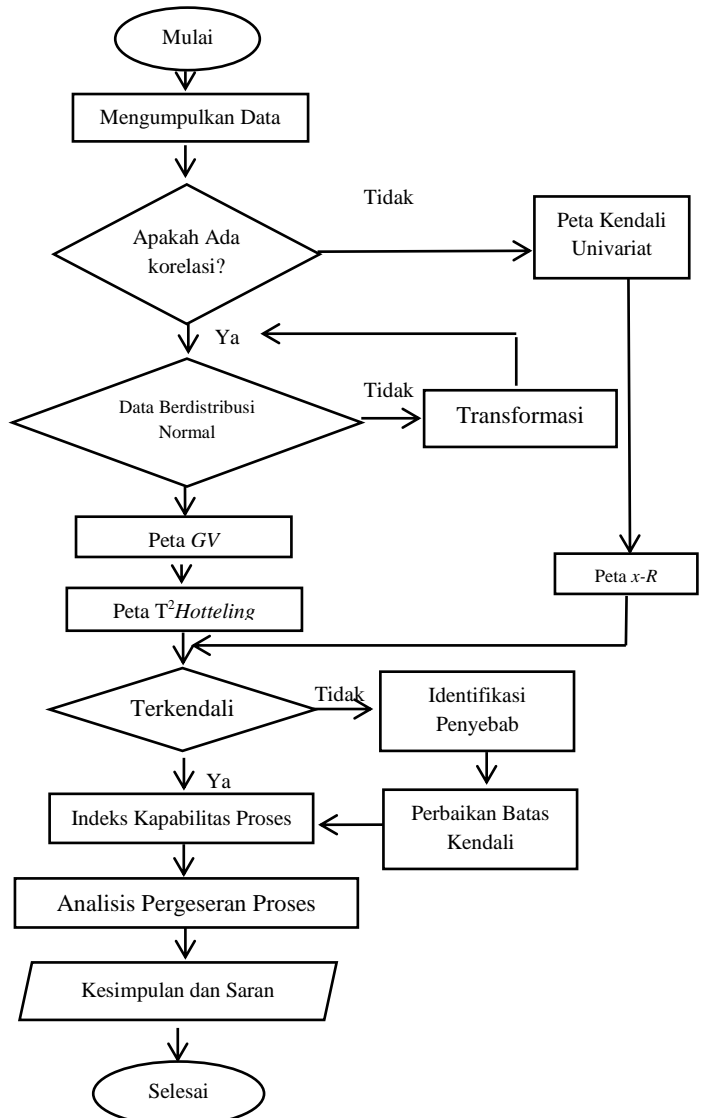 Mulai
Mengumpulkan Data
Tidak
Apakah Ada
korelasi?
Peta Kendali
Univariat
Ya
Data Berdistribusi
Normal
Tidak
Transformasi
Peta GV
Peta x-R
Peta T²Hotteling
Terkendali
Tidak
Identifikasi
Penyebab
Ya
Indeks Kapabilitas Proses
Perbaikan Batas
Kendali
Analisis Pergeseran Proses
Kesimpulan dan Saran
Selesai